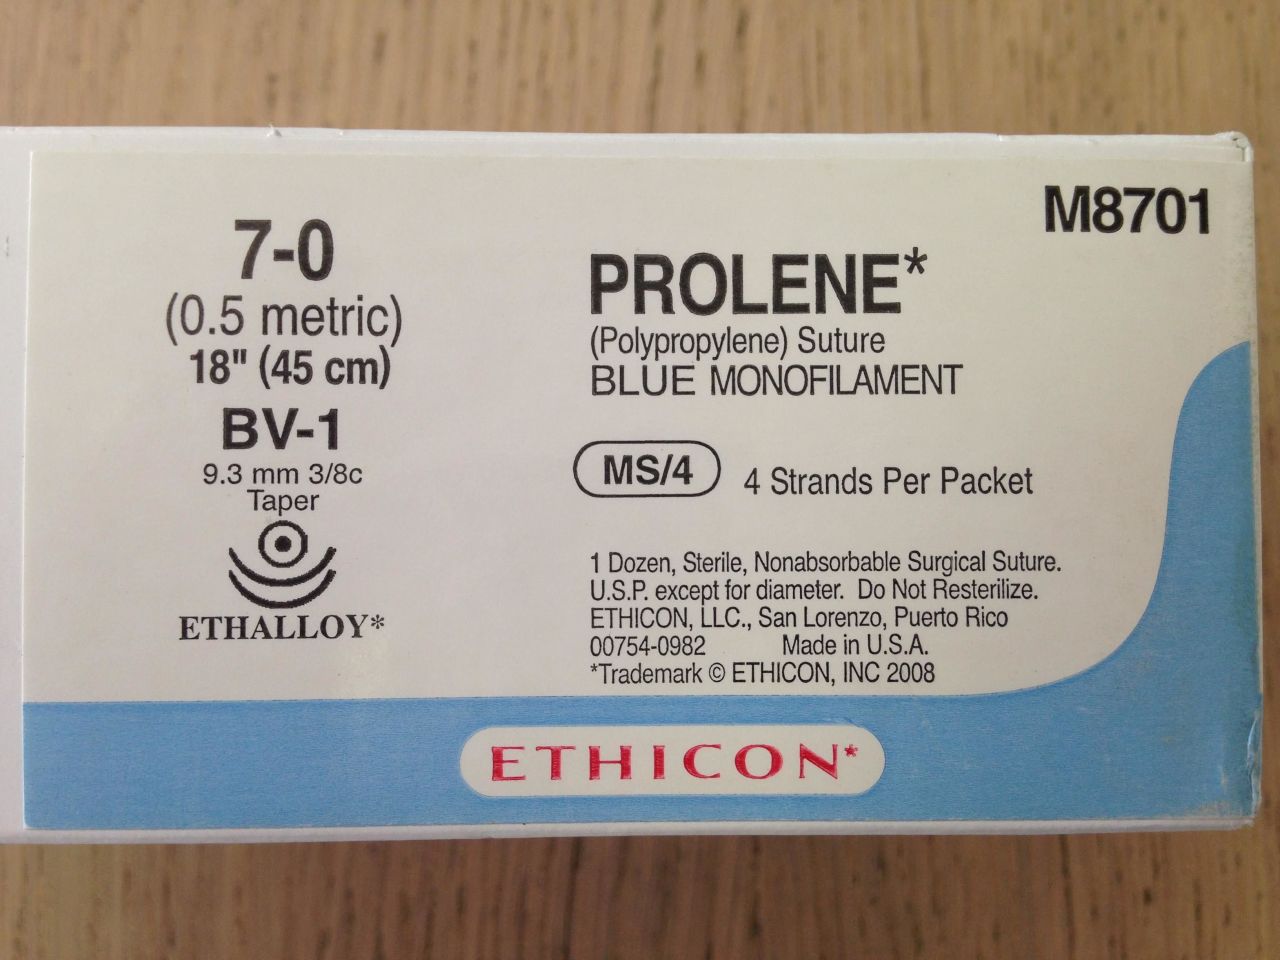 M8701
7-0
(0.5 metric)
18" (45 cm)
BV-1
9.3 mm 3/8c
Taper
ETHALLOY*
PROLENE*
(Polypropylene) Suture
BLUE MONOFILAMENT
MS/4 4 Strands Per Packet
1 Dozen, Sterile, Nonabsorbable Surgical Suture.
U.S.P. except for diameter. Do Not Resterilize.
ETHICON, LLC., San Lorenzo, Puerto Rico
00754-0982 Made in U.S.A.
*Trademark © ETHICON, INC 2008
ETHICON*